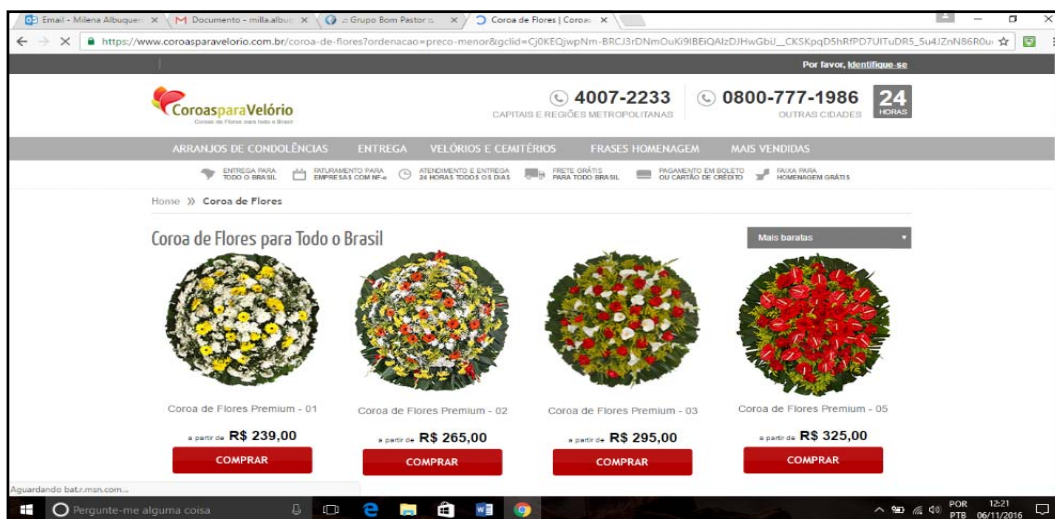 Email - Milena Albuquer Documento - milla.albuq .:: Grupo Bom Pastor ::. Coroa de Flores | Coroas
https://www.coroasparavelorio.com.br/coroa-de-flores?ordenacao=preco-menor&gclid=
Por favor, Identifique-se
CoroasparaVelório
Coroas de Flores para todo o Brasil
4007-2233
CAPITAIS E REGIÕES METROPOLITANAS
0800-777-1986
OUTRAS CIDADES
24
HORAS
ARRANJOS DE CONDOLÊNCIAS ENTREGA VELÓRIOS E CEMITÉRIOS FRASES HOMENAGEM MAIS VENDIDAS
ENTREGA PARA
TODO O BRASIL
FATURAMENTO PARA
EMPRESAS COM NF-e
ATENDIMENTO E ENTREGA
24 HORAS TODOS OS DIAS
FRETE GRÁTIS
PARA TODO BRASIL
PAGAMENTO EM BOLETO
OU CARTÃO DE CRÉDITO
FAIXA PARA
HOMENAGEM GRÁTIS
Home » Coroa de Flores
Coroa de Flores para Todo o Brasil
Mais baratas
Coroa de Flores Premium - 01
a partir de R$ 239,00
COMPRAR
Coroa de Flores Premium - 02
a partir de R$ 265,00
COMPRAR
Coroa de Flores Premium - 03
a partir de R$ 295,00
COMPRAR
Coroa de Flores Premium - 05
a partir de R$ 325,00
COMPRAR
Aguardando bat.r.msn.com...
Pergunte-me alguma coisa
POR
PTB
12:21
06/11/2016